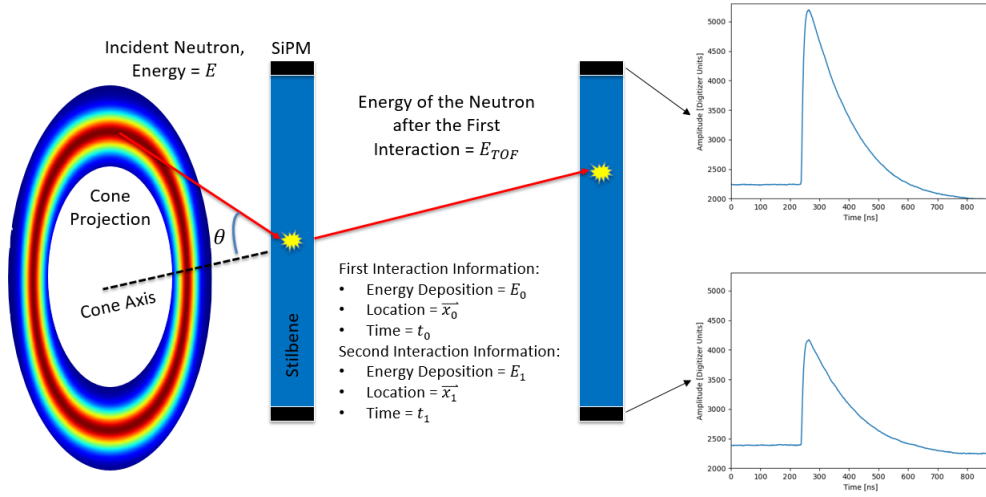 Incident Neutron,
Energy = E
SiPM
Energy of the Neutron
after the First
Interaction = E_TOF
Cone
Projection
θ
Cone Axis
Stilbene
First Interaction Information:
• Energy Deposition = E_0
• Location = x_0
• Time = t_0
Second Interaction Information:
• Energy Deposition = E_1
• Location = x_1
• Time = t_1
Amplitude [Digitizer Units]
5000
4500
4000
3500
3000
2500
2000
0 100 200 300 400 500 600 700 800
Time [ns]
Amplitude [Digitizer Units]
5000
4500
4000
3500
3000
2500
2000
0 100 200 300 400 500 600 700 800
Time [ns]